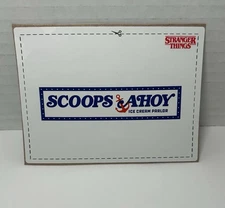 STRANGER
THINGS
SCOOPS AHOY
ICE CREAM PARLOR